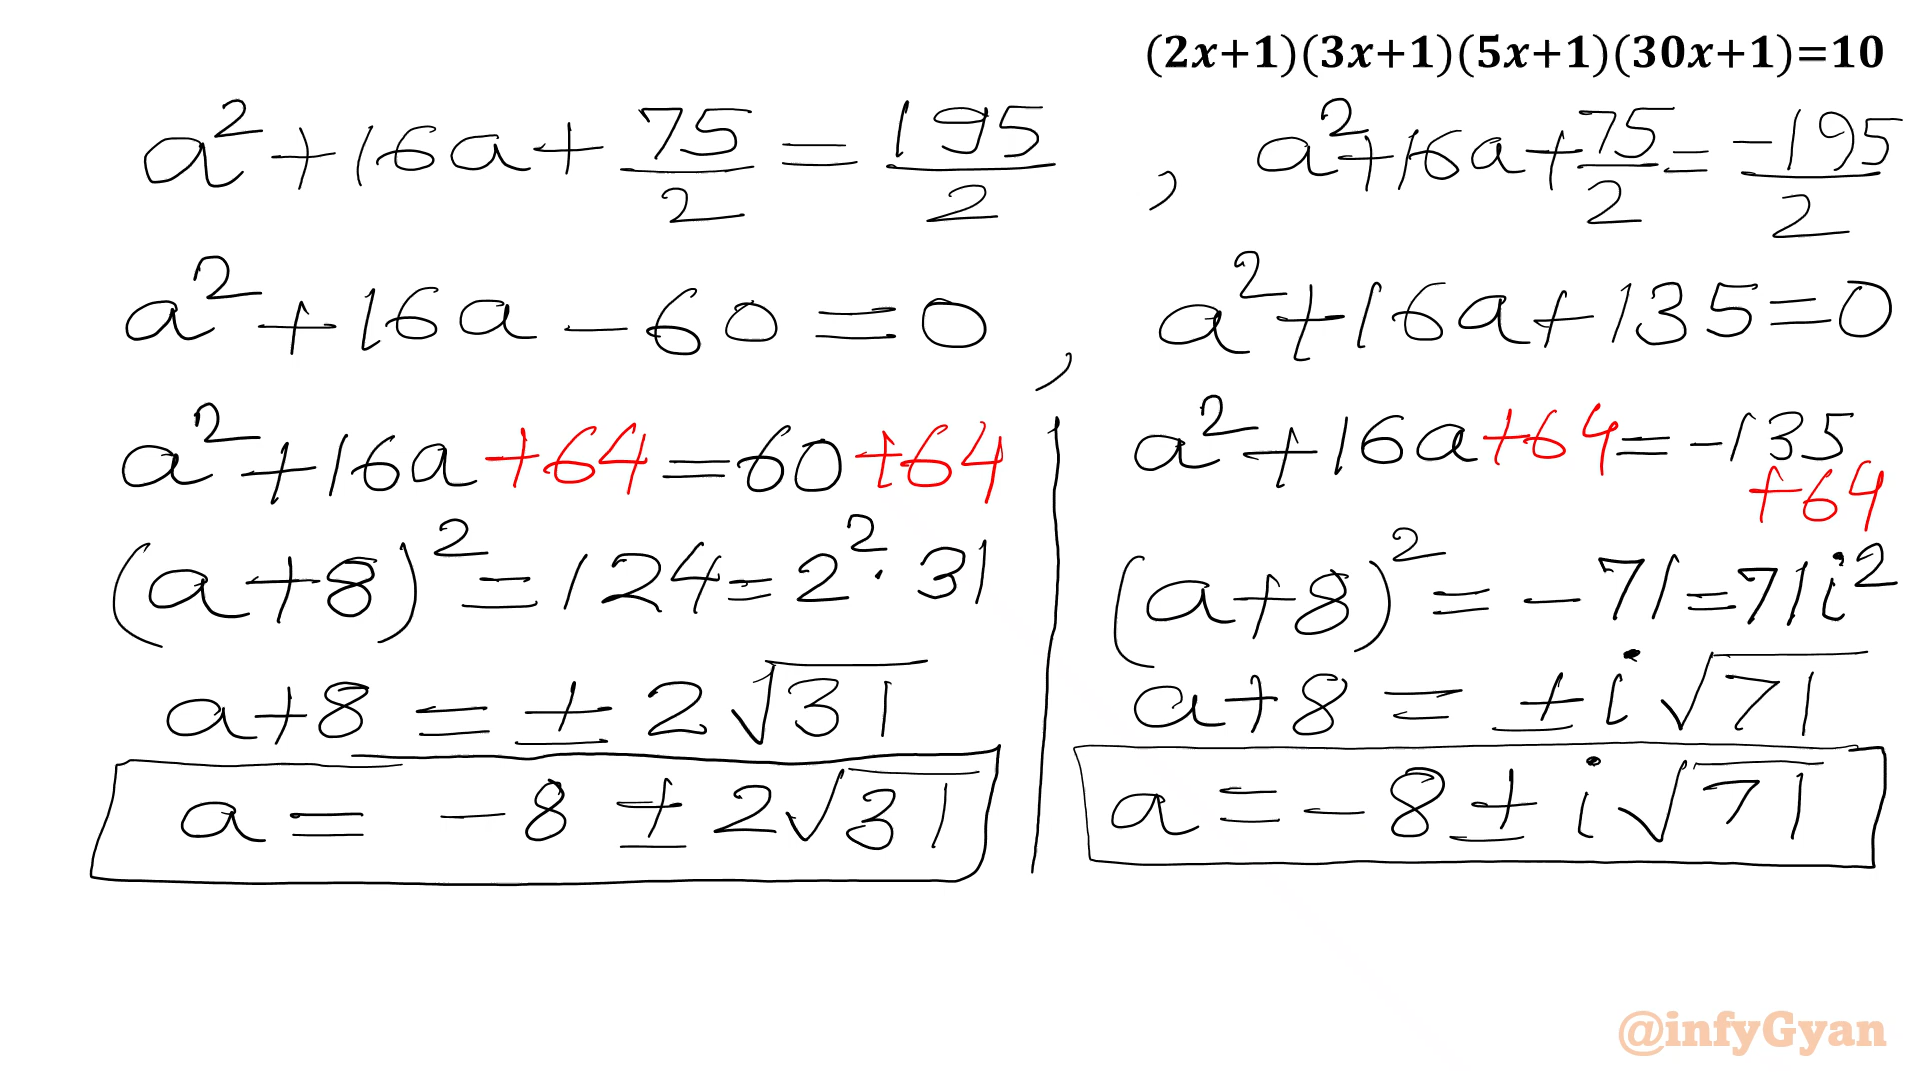 (2x+1)(3x+1)(5x+1)(30x+1)=10
a²+16a+75/2=195/2 , a²+16a+75/2=-195/2
a²+16a-60=0 , a²+16a+135=0
a²+16a+64=60+64
a²+16a+64=-135+64
(a+8)²=124=2²·31
(a+8)²=-71=71i²
a+8=±2√31
a+8=±i√71
a=-8±2√31
a=-8±i√71
@infyGyan